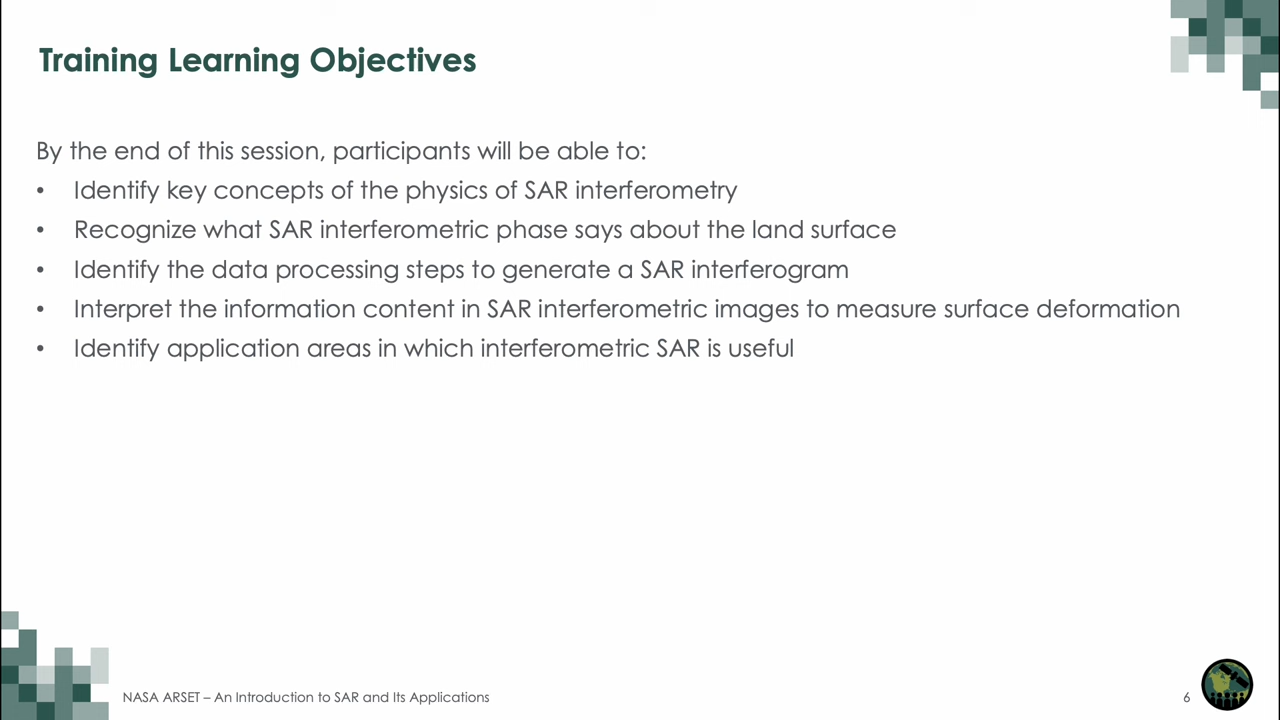 Training Learning Objectives
By the end of this session, participants will be able to:
• Identify key concepts of the physics of SAR interferometry
• Recognize what SAR interferometric phase says about the land surface
• Identify the data processing steps to generate a SAR interferogram
• Interpret the information content in SAR interferometric images to measure surface deformation
• Identify application areas in which interferometric SAR is useful
NASA ARSET – An Introduction to SAR and Its Applications
6